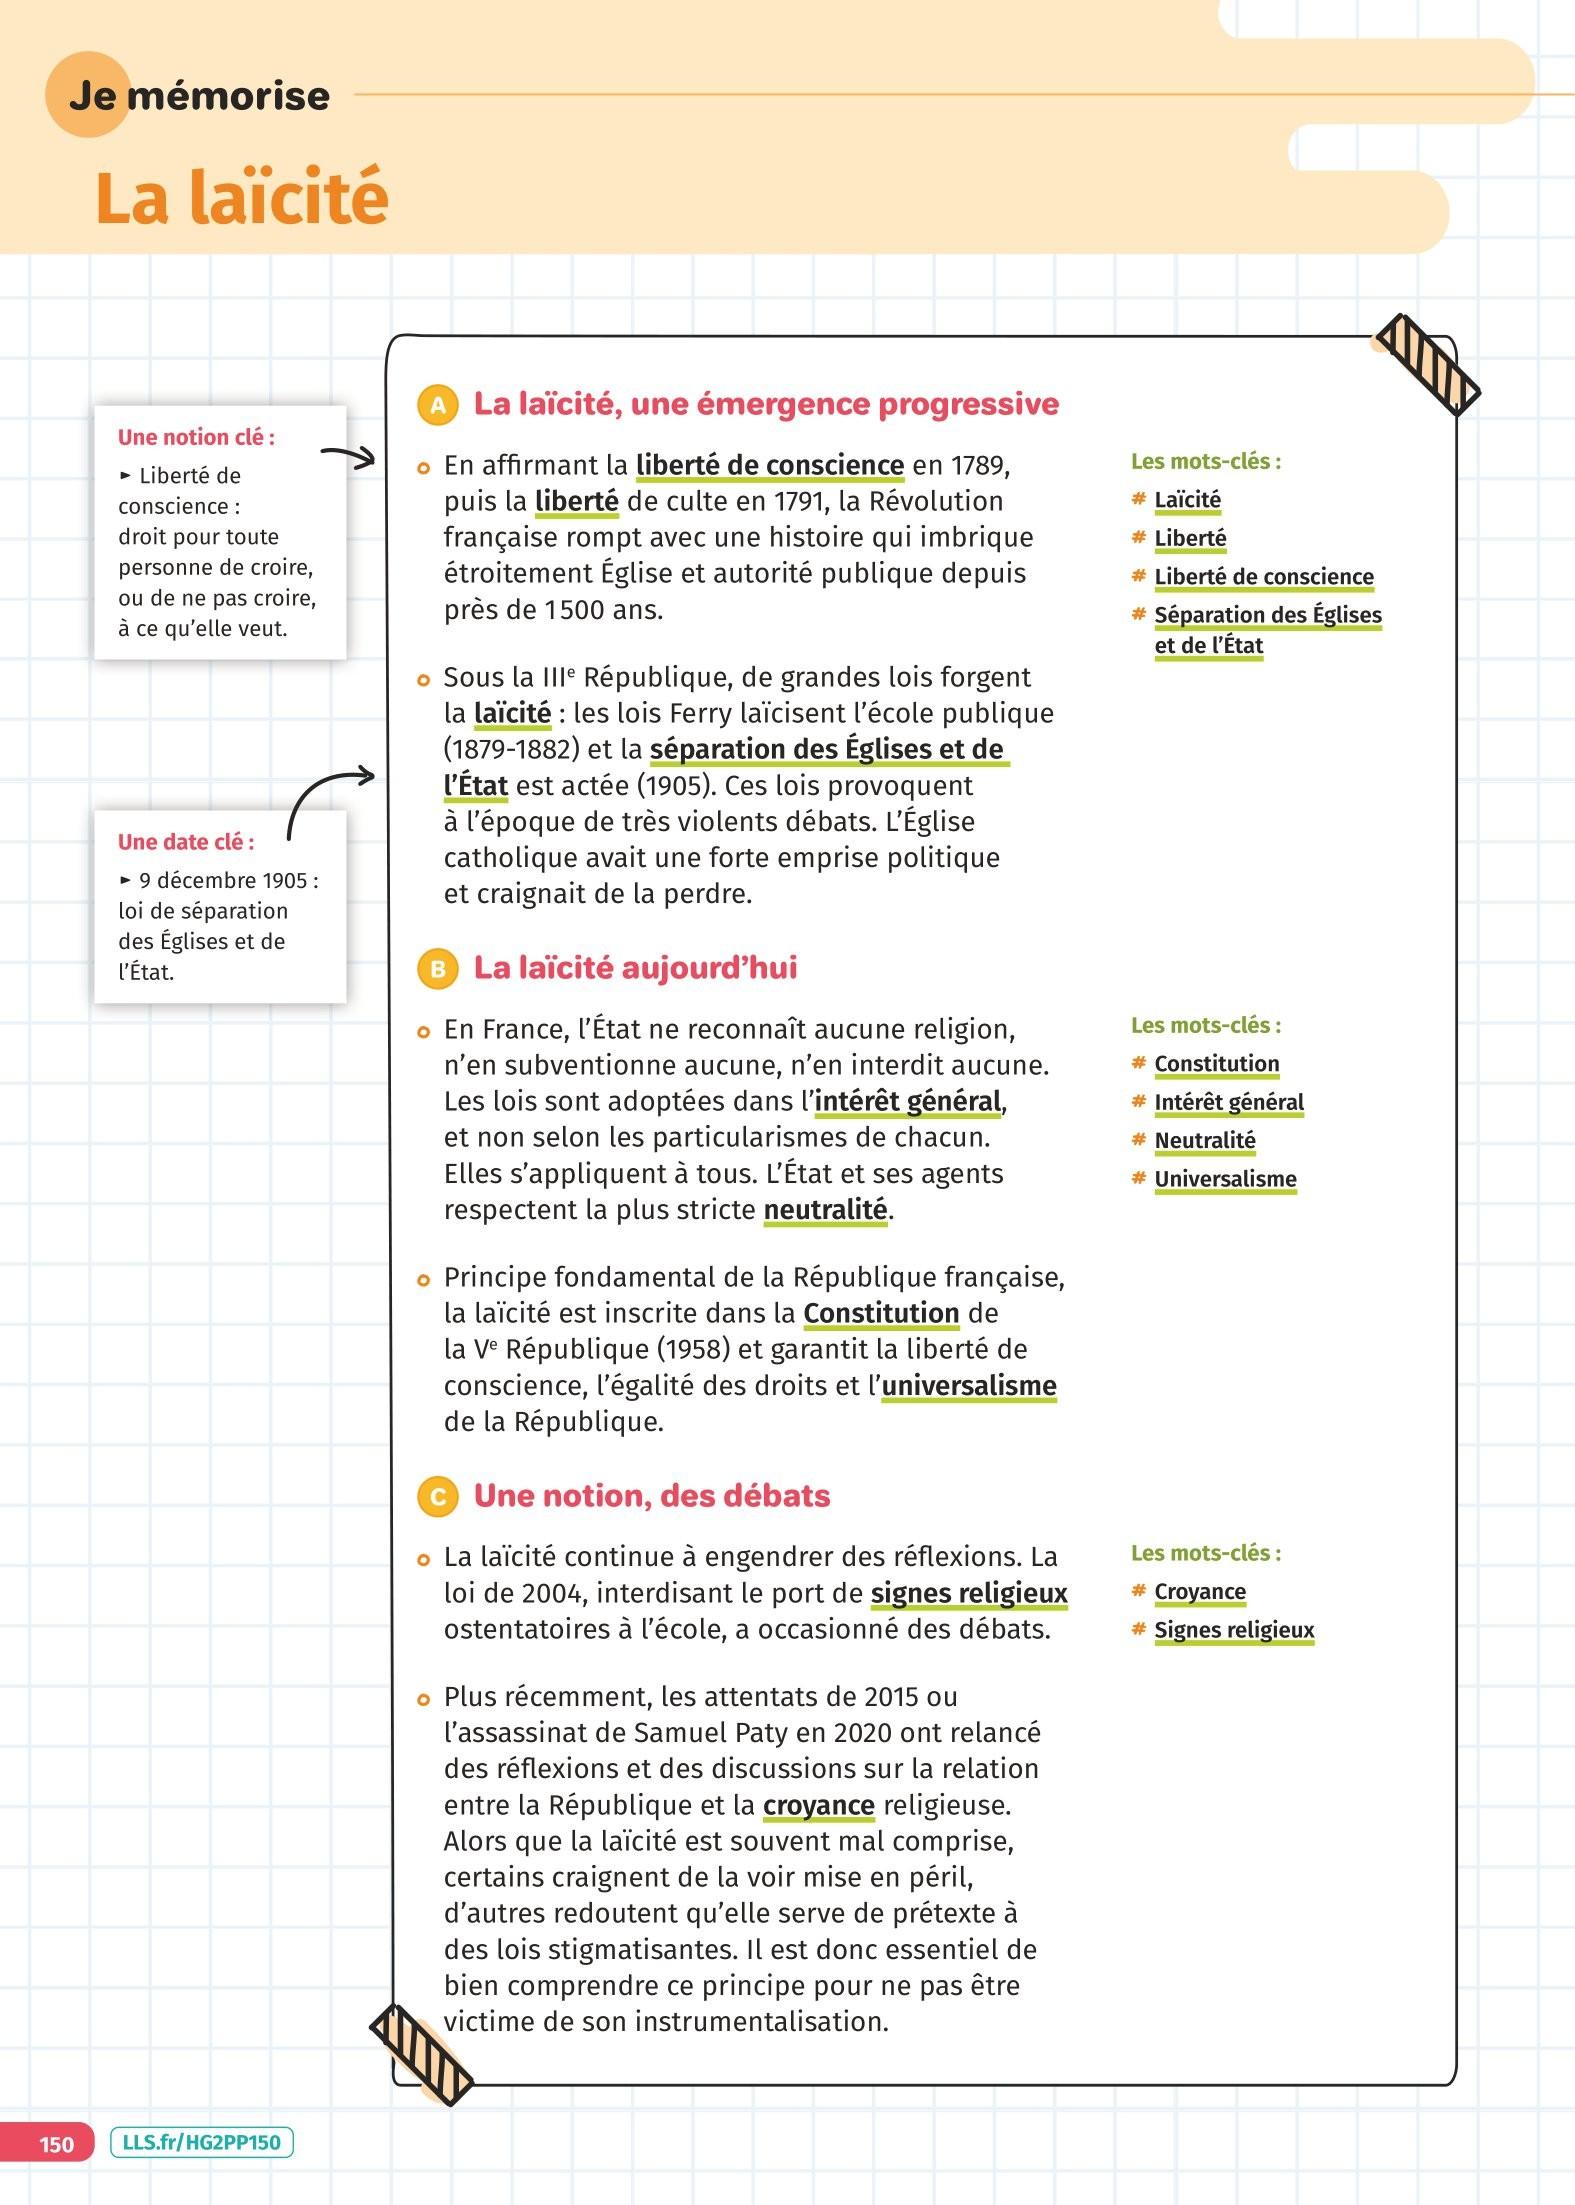 Je mémorise
La laïcité
Une notion clé :
► Liberté de
conscience :
droit pour toute
personne de croire,
ou de ne pas croire,
à ce qu’elle veut.
Une date clé :
► 9 décembre 1905 :
loi de séparation
des Églises et de
l’État.
A La laïcité, une émergence progressive
En affirmant la liberté de conscience en 1789,
puis la liberté de culte en 1791, la Révolution
française rompt avec une histoire qui imbrique
étroitement Église et autorité publique depuis
près de 1 500 ans.
Sous la IIIe République, de grandes lois forgent
la laïcité : les lois Ferry laïcisent l’école publique
(1879-1882) et la séparation des Églises et de
l’État est actée (1905). Ces lois provoquent
à l’époque de très violents débats. L’Église
catholique avait une forte emprise politique
et craignait de la perdre.
Les mots-clés :
# Laïcité
# Liberté
# Liberté de conscience
# Séparation des Églises
et de l’État
B La laïcité aujourd’hui
En France, l’État ne reconnaît aucune religion,
n’en subventionne aucune, n’en interdit aucune.
Les lois sont adoptées dans l’intérêt général,
et non selon les particularismes de chacun.
Elles s’appliquent à tous. L’État et ses agents
respectent la plus stricte neutralité.
Principe fondamental de la République française,
la laïcité est inscrite dans la Constitution de
la Ve République (1958) et garantit la liberté de
conscience, l’égalité des droits et l’universalisme
de la République.
Les mots-clés :
# Constitution
# Intérêt général
# Neutralité
# Universalisme
C Une notion, des débats
La laïcité continue à engendrer des réflexions. La
loi de 2004, interdisant le port de signes religieux
ostentatoires à l’école, a occasionné des débats.
Plus récemment, les attentats de 2015 ou
l’assassinat de Samuel Paty en 2020 ont relancé
des réflexions et des discussions sur la relation
entre la République et la croyance religieuse.
Alors que la laïcité est souvent mal comprise,
certains craignent de la voir mise en péril,
d’autres redoutent qu’elle serve de prétexte à
des lois stigmatisantes. Il est donc essentiel de
bien comprendre ce principe pour ne pas être
victime de son instrumentalisation.
Les mots-clés :
# Croyance
# Signes religieux
150
LLS.fr/HG2PP150